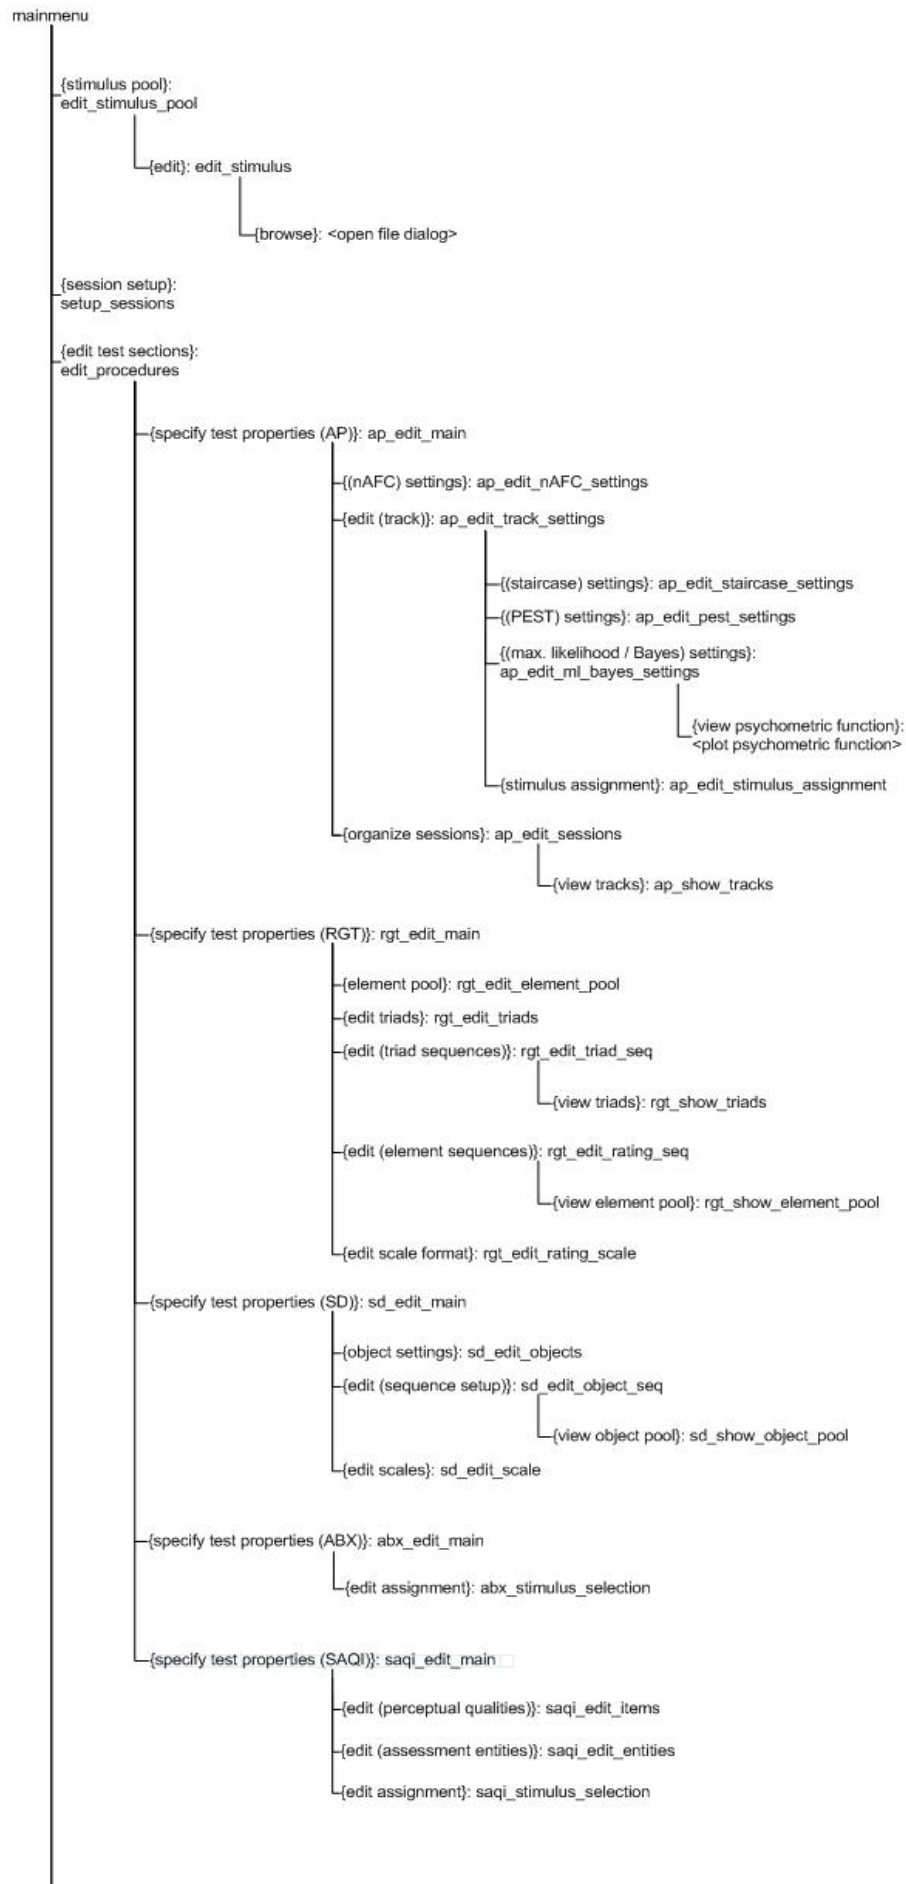 mainmenu
{stimulus pool}:
edit_stimulus_pool
{edit}: edit_stimulus
{browse}: <open file dialog>
{session setup}:
setup_sessions
{edit test sections}:
edit_procedures
{specify test properties (AP)}: ap_edit_main
{(nAFC) settings}: ap_edit_nAFC_settings
{edit (track)}: ap_edit_track_settings
{(staircase) settings}: ap_edit_staircase_settings
{(PEST) settings}: ap_edit_pest_settings
{(max. likelihood / Bayes) settings}:
ap_edit_ml_bayes_settings
{view psychometric function}:
<plot psychometric function>
{stimulus assignment}: ap_edit_stimulus_assignment
{organize sessions}: ap_edit_sessions
{view tracks}: ap_show_tracks
{specify test properties (RGT)}: rgt_edit_main
{element pool}: rgt_edit_element_pool
{edit triads}: rgt_edit_triads
{edit (triad sequences)}: rgt_edit_triad_seq
{view triads}: rgt_show_triads
{edit (element sequences)}: rgt_edit_rating_seq
{view element pool}: rgt_show_element_pool
{edit scale format}: rgt_edit_rating_scale
{specify test properties (SD)}: sd_edit_main
{object settings}: sd_edit_objects
{edit (sequence setup)}: sd_edit_object_seq
{view object pool}: sd_show_object_pool
{edit scales}: sd_edit_scale
{specify test properties (ABX)}: abx_edit_main
{edit assignment}: abx_stimulus_selection
{specify test properties (SAQI)}: saqi_edit_main
{edit (perceptual qualities)}: saqi_edit_items
{edit (assessment entities)}: saqi_edit_entities
{edit assignment}: saqi_stimulus_selection